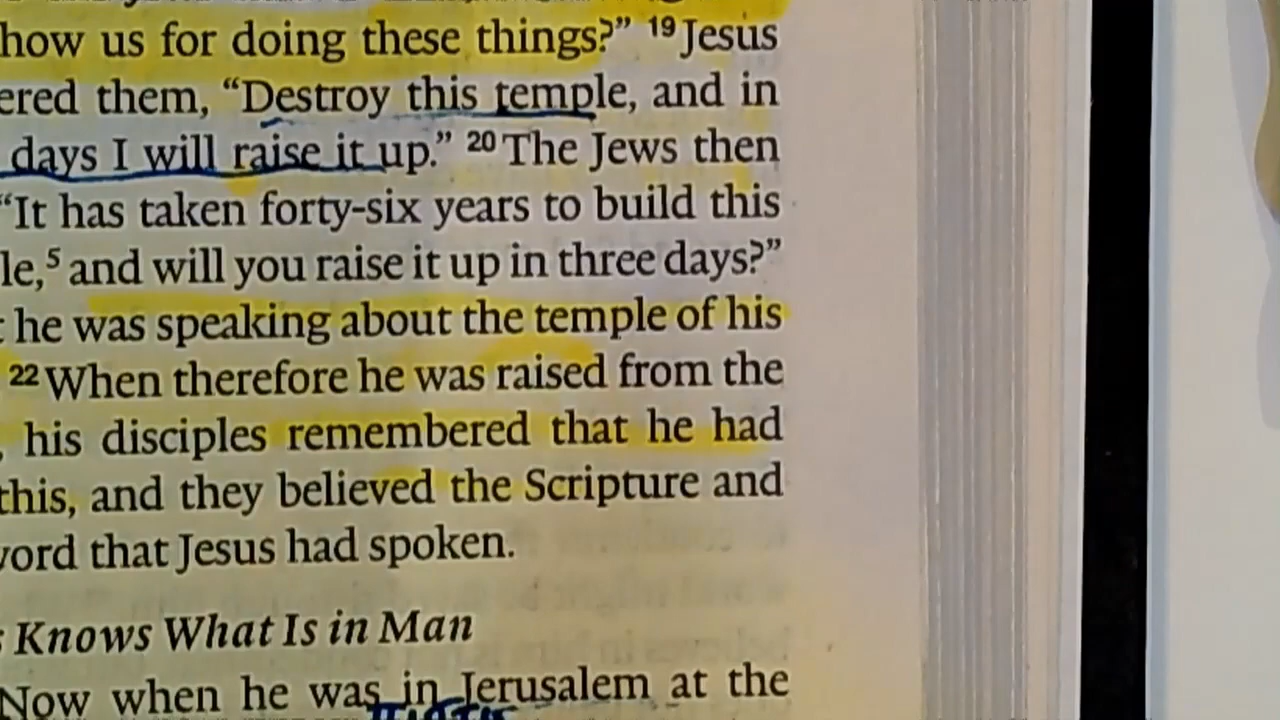 how us for doing these things?” 19 Jesus
ered them, “Destroy this temple, and in
days I will raise it up.” 20 The Jews then
“It has taken forty-six years to build this
le,5 and will you raise it up in three days?”
he was speaking about the temple of his
22 When therefore he was raised from the
, his disciples remembered that he had
this, and they believed the Scripture and
word that Jesus had spoken.
s Knows What Is in Man
Now when he was in Jerusalem at the